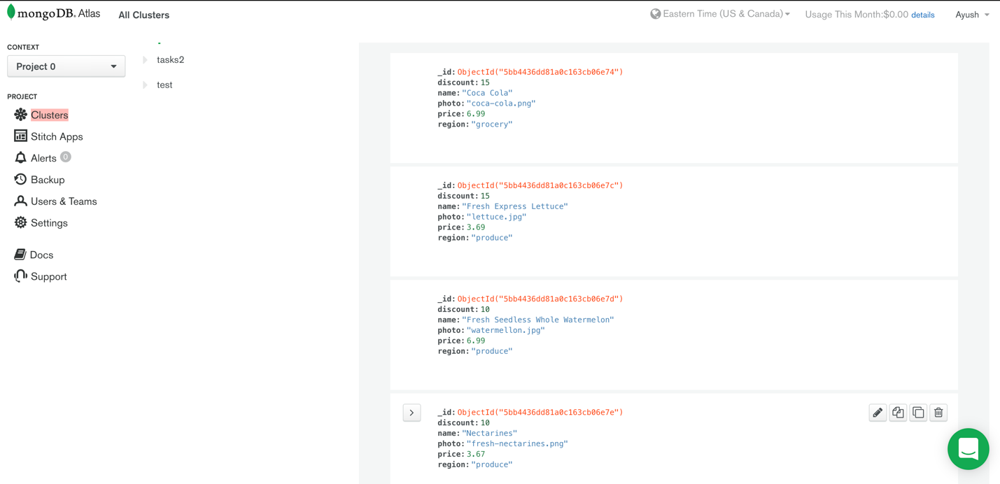 mongoDB. Atlas
All Clusters
Eastern Time (US & Canada)
Usage This Month:$0.00 details
Ayush
CONTEXT
Project 0
PROJECT
Clusters
Stitch Apps
Alerts 0
Backup
Users & Teams
Settings
Docs
Support
tasks2
test
_id: ObjectId("5bb4436dd81a0c163cb06e74")
discount: 15
name: "Coca Cola"
photo: "coca-cola.png"
price: 6.99
region: "grocery"
_id: ObjectId("5bb4436dd81a0c163cb06e7c")
discount: 15
name: "Fresh Express Lettuce"
photo: "lettuce.jpg"
price: 3.69
region: "produce"
_id: ObjectId("5bb4436dd81a0c163cb06e7d")
discount: 10
name: "Fresh Seedless Whole Watermelon"
photo: "watermellon.jpg"
price: 6.99
region: "produce"
_id: ObjectId("5bb4436dd81a0c163cb06e7e")
discount: 10
name: "Nectarines"
photo: "fresh-nectarines.png"
price: 3.67
region: "produce"